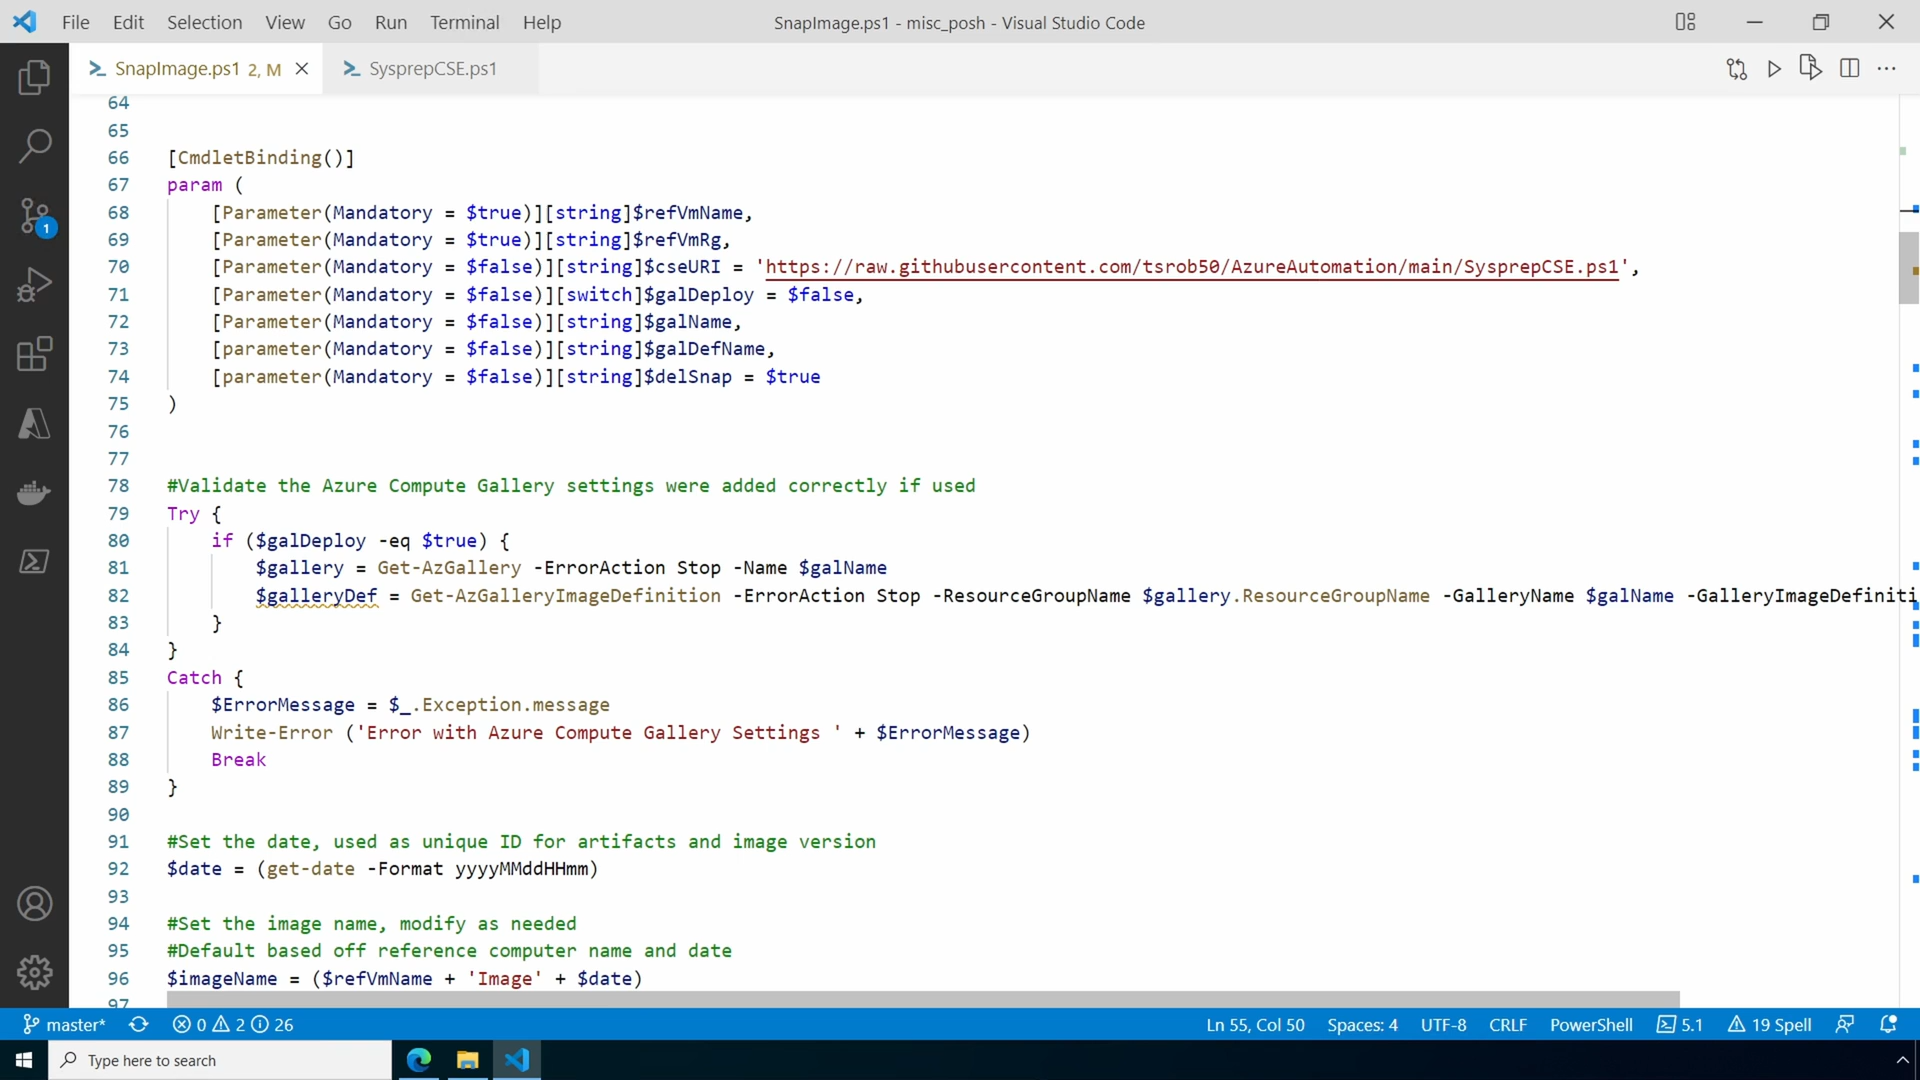 File Edit Selection View Go Run Terminal Help SnapImage.ps1 - misc_posh - Visual Studio Code
SnapImage.ps1 2, M SysprepCSE.ps1
64
65
66 [CmdletBinding()]
67 param (
68 [Parameter(Mandatory = $true)][string]$refVmName,
69 [Parameter(Mandatory = $true)][string]$refVmRg,
70 [Parameter(Mandatory = $false)][string]$cseURI = 'https://raw.githubusercontent.com/tsrob50/AzureAutomation/main/SysprepCSE.ps1',
71 [Parameter(Mandatory = $false)][switch]$galDeploy = $false,
72 [Parameter(Mandatory = $false)][string]$galName,
73 [parameter(Mandatory = $false)][string]$galDefName,
74 [parameter(Mandatory = $false)][string]$delSnap = $true
75 )
76
77
78 #Validate the Azure Compute Gallery settings were added correctly if used
79 Try {
80 if ($galDeploy -eq $true) {
81 $gallery = Get-AzGallery -ErrorAction Stop -Name $galName
82 $galleryDef = Get-AzGalleryImageDefinition -ErrorAction Stop -ResourceGroupName $gallery.ResourceGroupName -GalleryName $galName -GalleryImageDefiniti
83 }
84 }
85 Catch {
86 $ErrorMessage = $_.Exception.message
87 Write-Error ('Error with Azure Compute Gallery Settings ' + $ErrorMessage)
88 Break
89 }
90
91 #Set the date, used as unique ID for artifacts and image version
92 $date = (get-date -Format yyyyMMddHHmm)
93
94 #Set the image name, modify as needed
95 #Default based off reference computer name and date
96 $imageName = ($refVmName + 'Image' + $date)
97
1
master* 0 2 26 Ln 55, Col 50 Spaces: 4 UTF-8 CRLF PowerShell 5.1 19 Spell
Type here to search